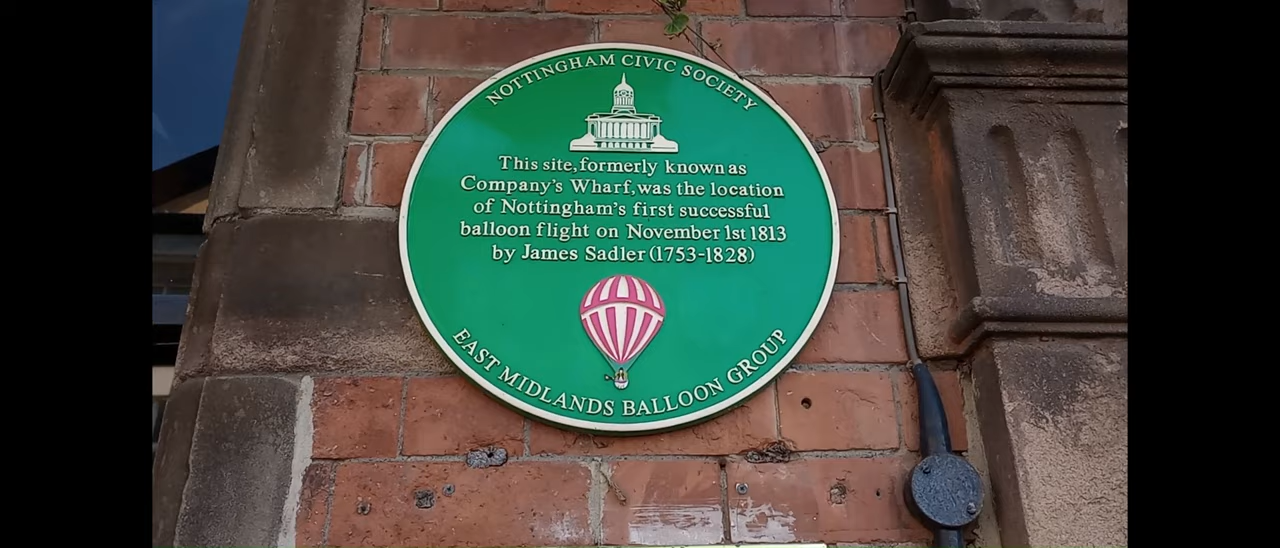 NOTTINGHAM CIVIC SOCIETY
This site, formerly known as
Company's Wharf, was the location
of Nottingham's first successful
balloon flight on November 1st 1813
by James Sadler (1753-1828)
EAST MIDLANDS BALLOON GROUP